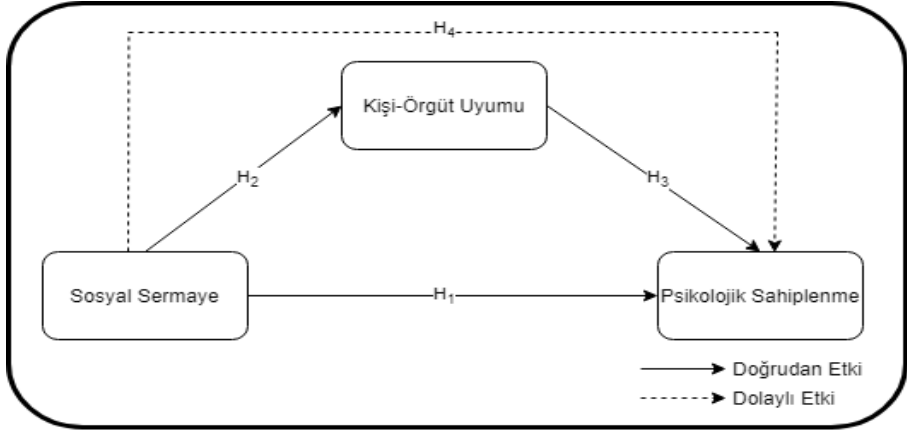 H4
Kişi-Örgüt Uyumu
H2
H3
Sosyal Sermaye
H1
Psikolojik Sahiplenme
Doğrudan Etki
Dolaylı Etki